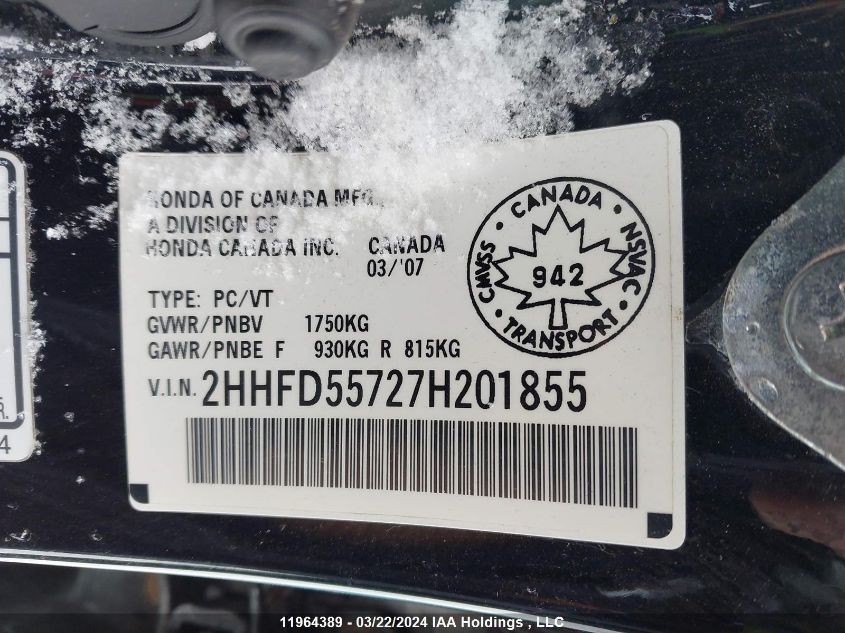 HONDA OF CANADA MFG.,
A DIVISION OF
HONDA CANADA INC. CANADA
03/'07
TYPE: PC/VT
GVWR/PNBV 1750KG
GAWR/PNBE F 930KG R 815KG
V.I.N. 2HHFD55727H201855
CANADA
CMVSS 942 NSVAC
TRANSPORT
R.
4
11964389 - 03/22/2024 IAA Holdings , LLC